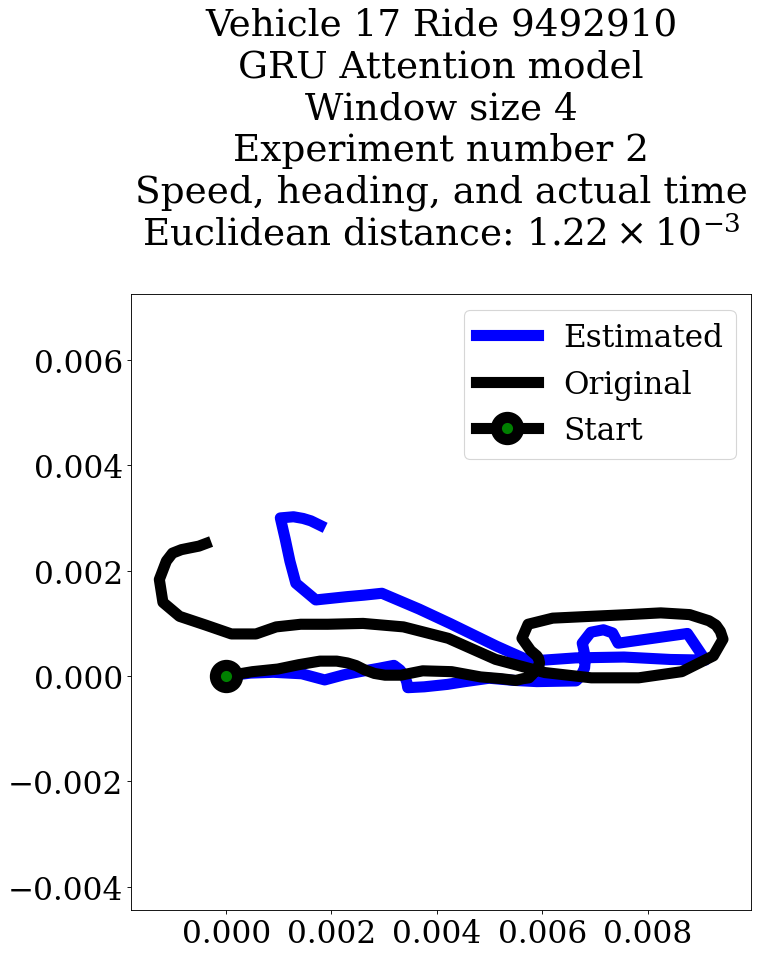 Vehicle 17 Ride 9492910
GRU Attention model
Window size 4
Experiment number 2
Speed, heading, and actual time
Euclidean distance: 1.22 × 10⁻³
Estimated
Original
Start
0.006
0.004
0.002
0.000
−0.002
−0.004
0.000 0.002 0.004 0.006 0.008